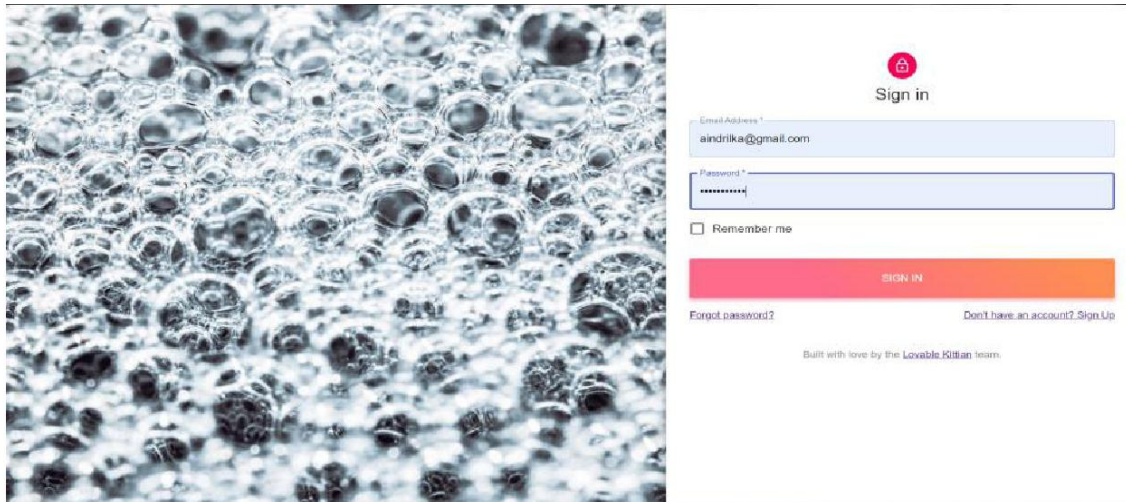 Sign in
Email Address *
aindrilka@gmail.com
Password *
•••••••••••
Remember me
SIGN IN
Forgot password? Don't have an account? Sign Up
Built with love by the Lovable Kittian team.